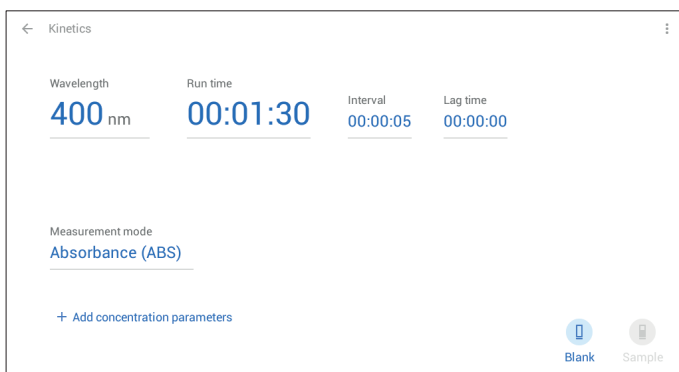 Kinetics
Wavelength
Run time
400 nm
00:01:30
Interval
Lag time
00:00:05
00:00:00
Measurement mode
Absorbance (ABS)
+ Add concentration parameters
Blank
Sample